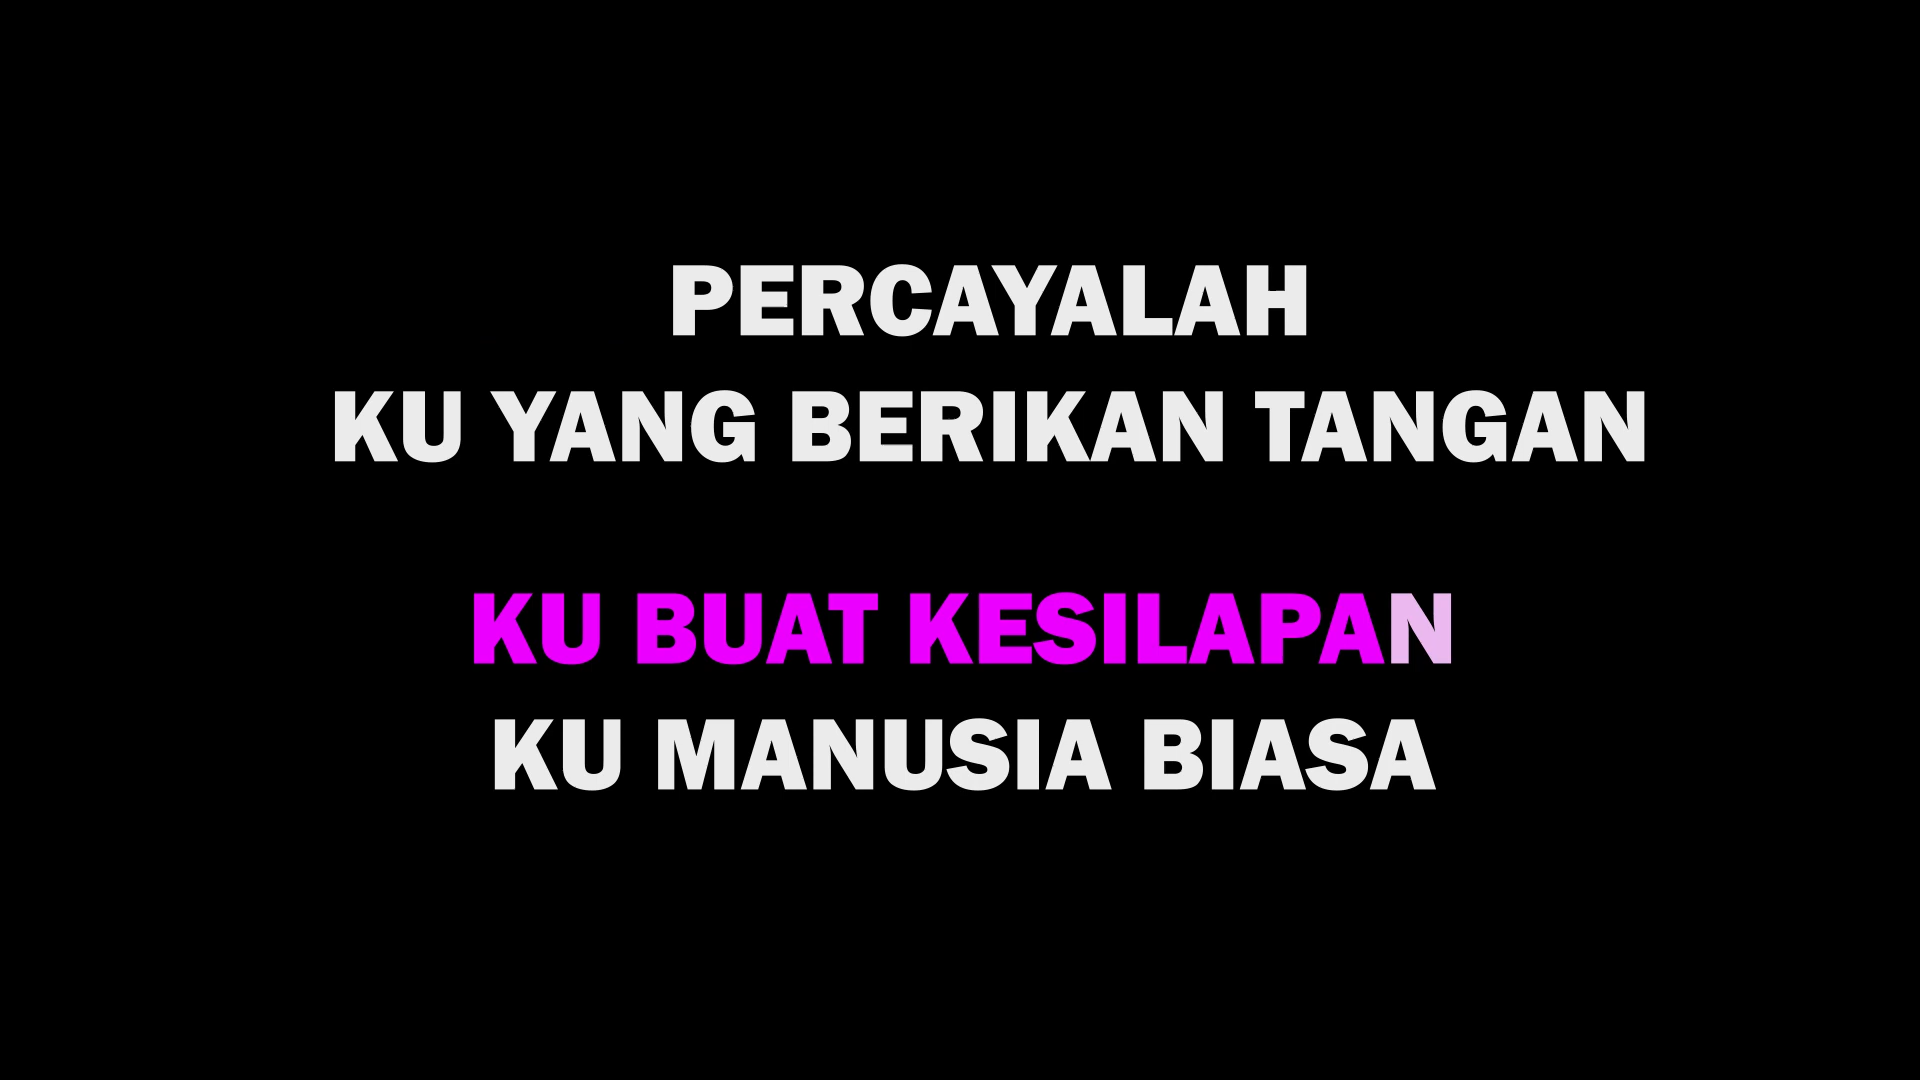 PERCAYALAH
KU YANG BERIKAN TANGAN
KU BUAT KESILAPAN
KU MANUSIA BIASA